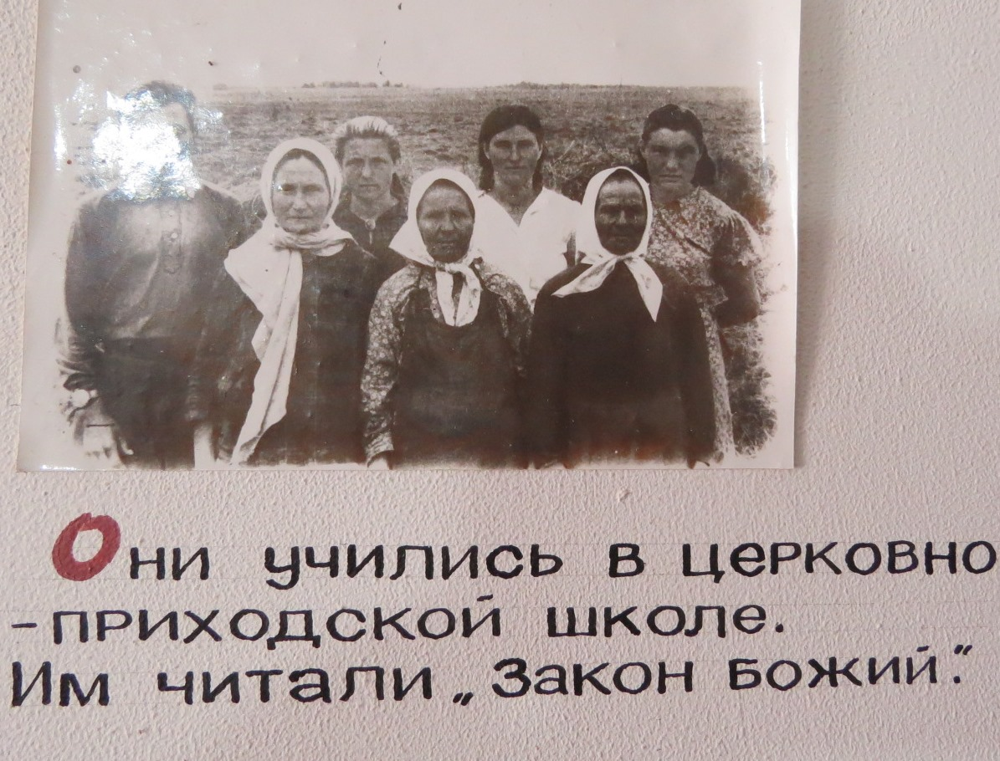 Они учились в церковно
-приходской школе.
Им читали „Закон Божий."